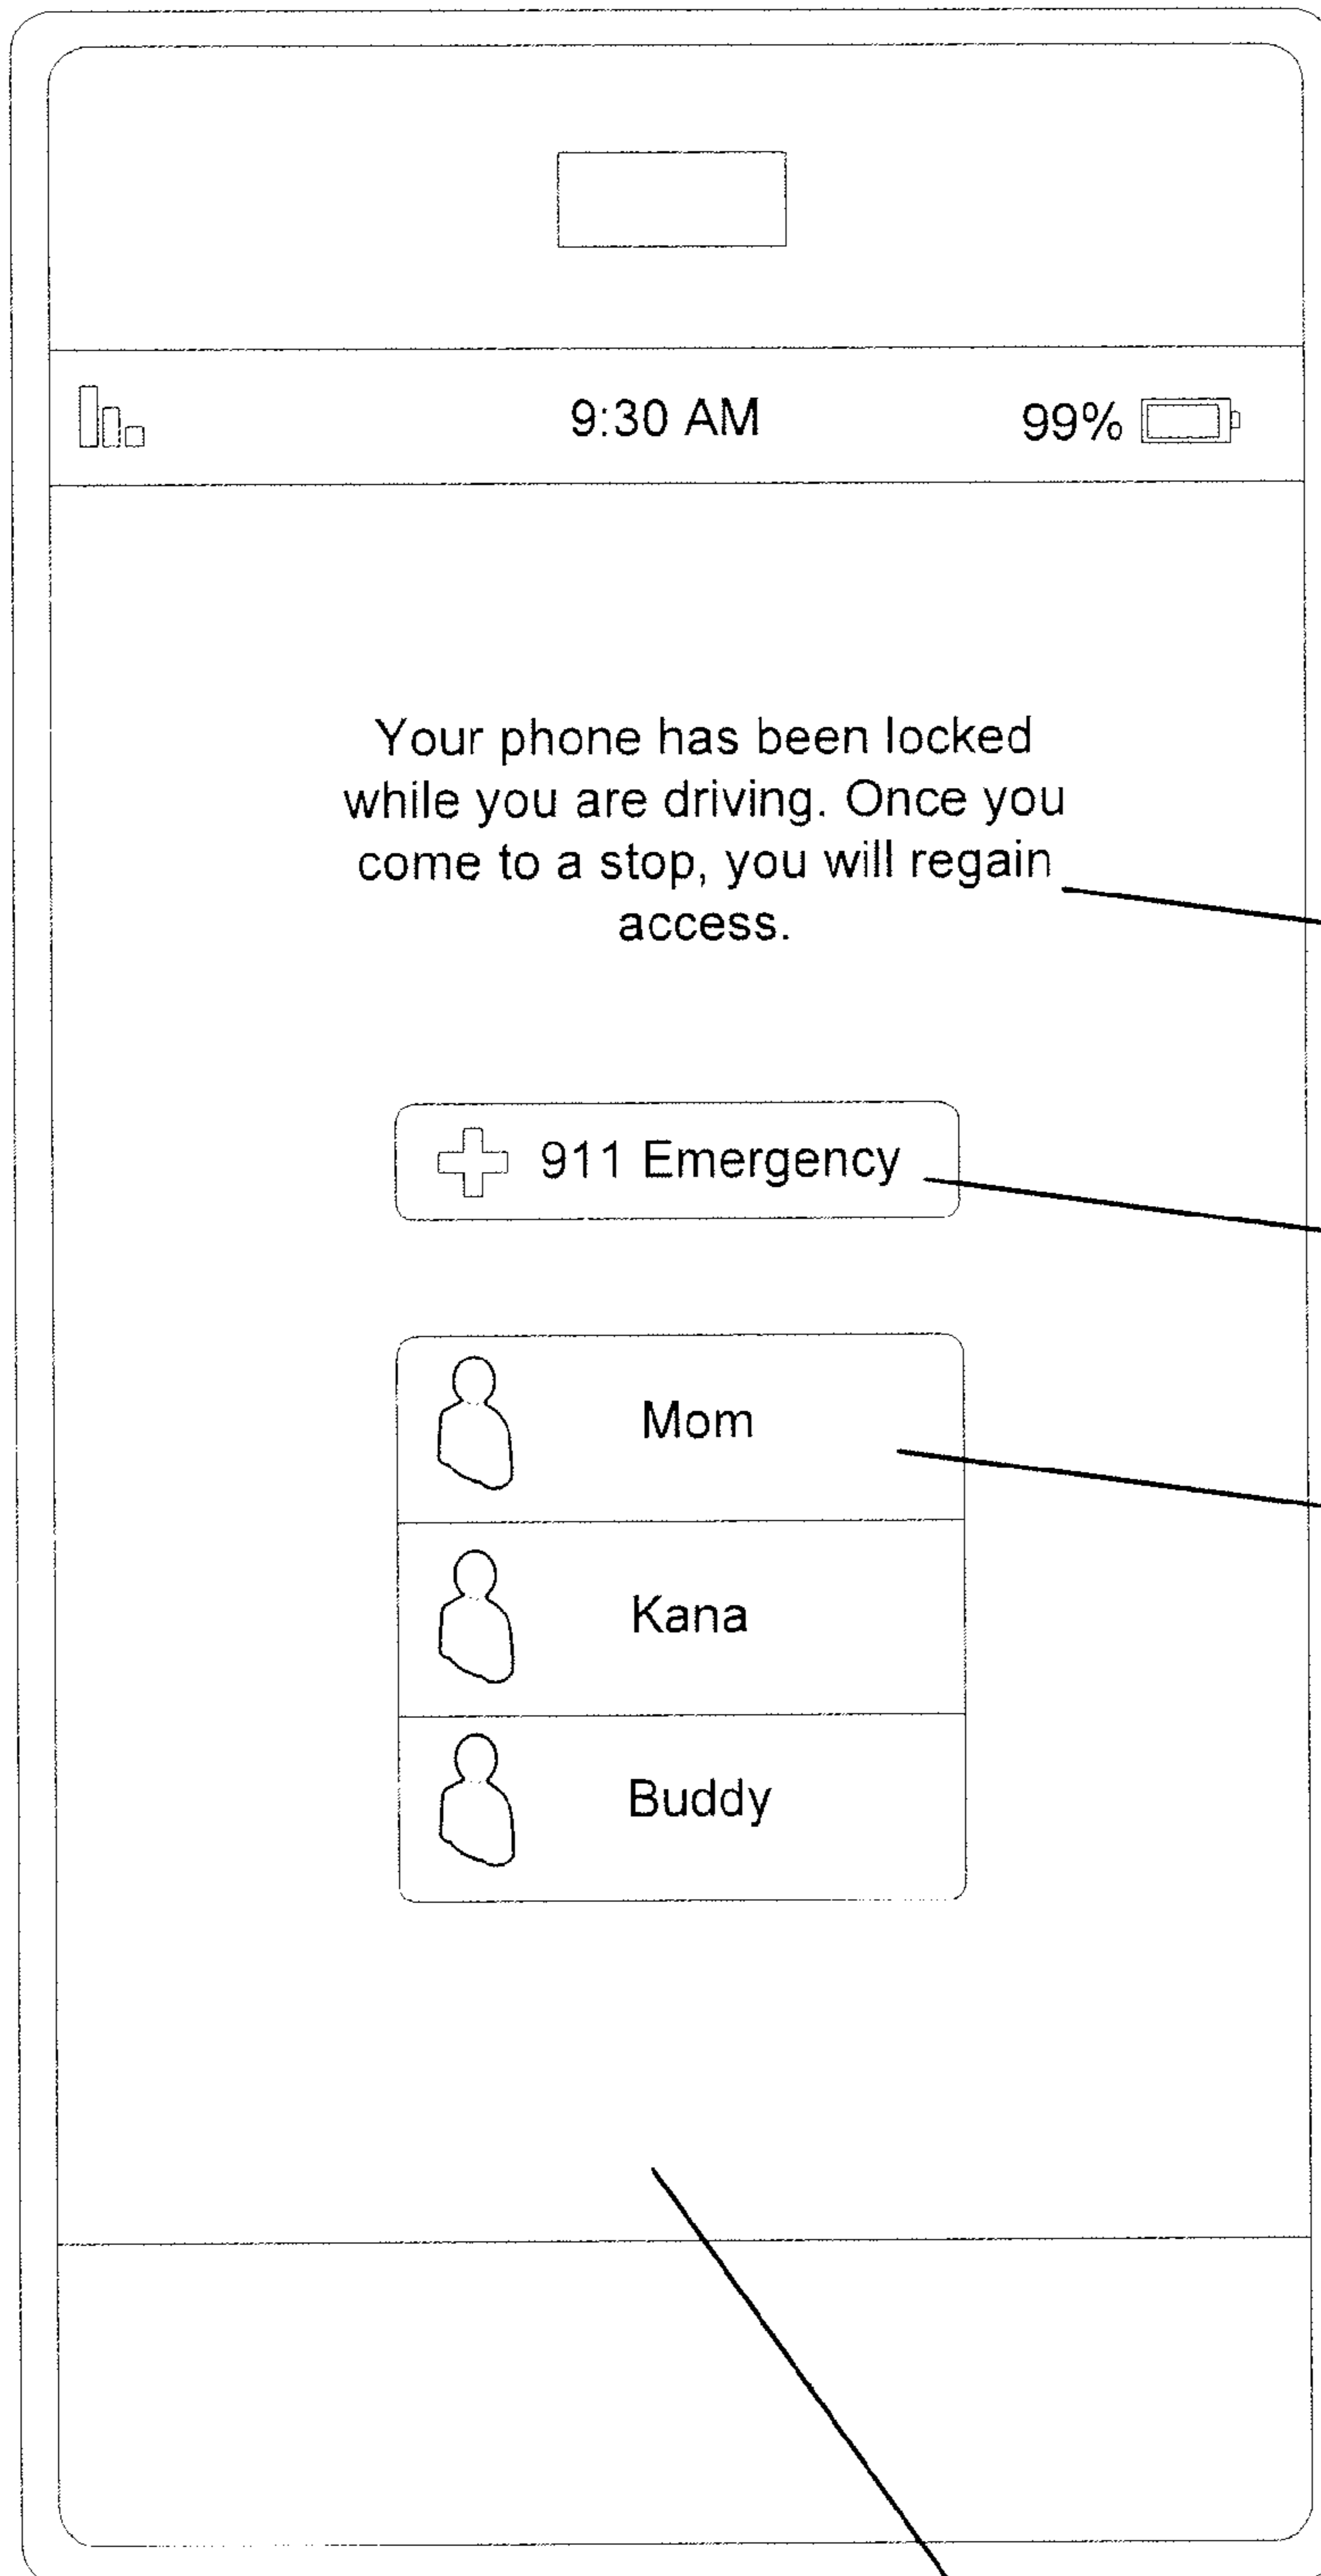 9:30 AM 99%
Your phone has been locked
while you are driving. Once you
come to a stop, you will regain
access.
911 Emergency
Mom
Kana
Buddy